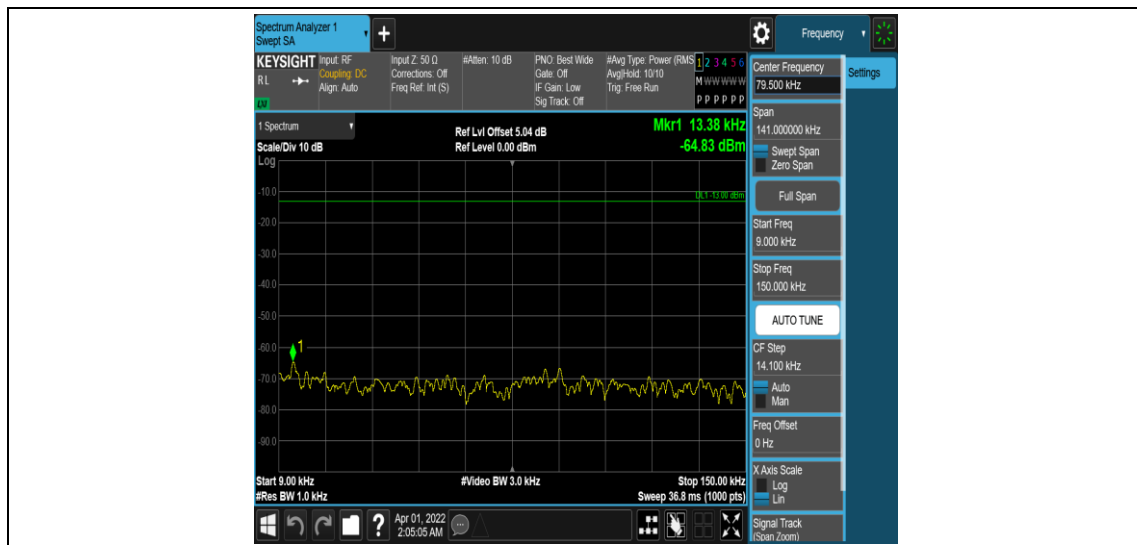 Spectrum Analyzer 1
Swept SA
+
Frequency
KEYSIGHT
RL
LXI
Input: RF
Coupling: DC
Align: Auto
Input Z: 50 Ω
Corrections: Off
Freq Ref: Int (S)
#Atten: 10 dB
PNO: Best Wide
Gate: Off
IF Gain: Low
Sig Track: Off
#Avg Type: Power (RMS
Avg|Hold: 10/10
Trig: Free Run
1 2 3 4 5 6
M W W W W W
P P P P P P
1 Spectrum
Scale/Div 10 dB
Log
Ref Lvl Offset 5.04 dB
Ref Level 0.00 dBm
Mkr1 13.38 kHz
-64.83 dBm
DL1 -13.00 dBm
-10.0
-20.0
-30.0
-40.0
-50.0
-60.0
1
-70.0
-80.0
-90.0
Start 9.00 kHz
#Res BW 1.0 kHz
#Video BW 3.0 kHz
Stop 150.00 kHz
Sweep 36.8 ms (1000 pts)
Center Frequency
79.500 kHz
Settings
Span
141.000000 kHz
Swept Span
Zero Span
Full Span
Start Freq
9.000 kHz
Stop Freq
150.000 kHz
AUTO TUNE
CF Step
14.100 kHz
Auto
Man
Freq Offset
0 Hz
X Axis Scale
Log
Lin
Signal Track
(Span Zoom)
?
Apr 01, 2022
2:05:05 AM